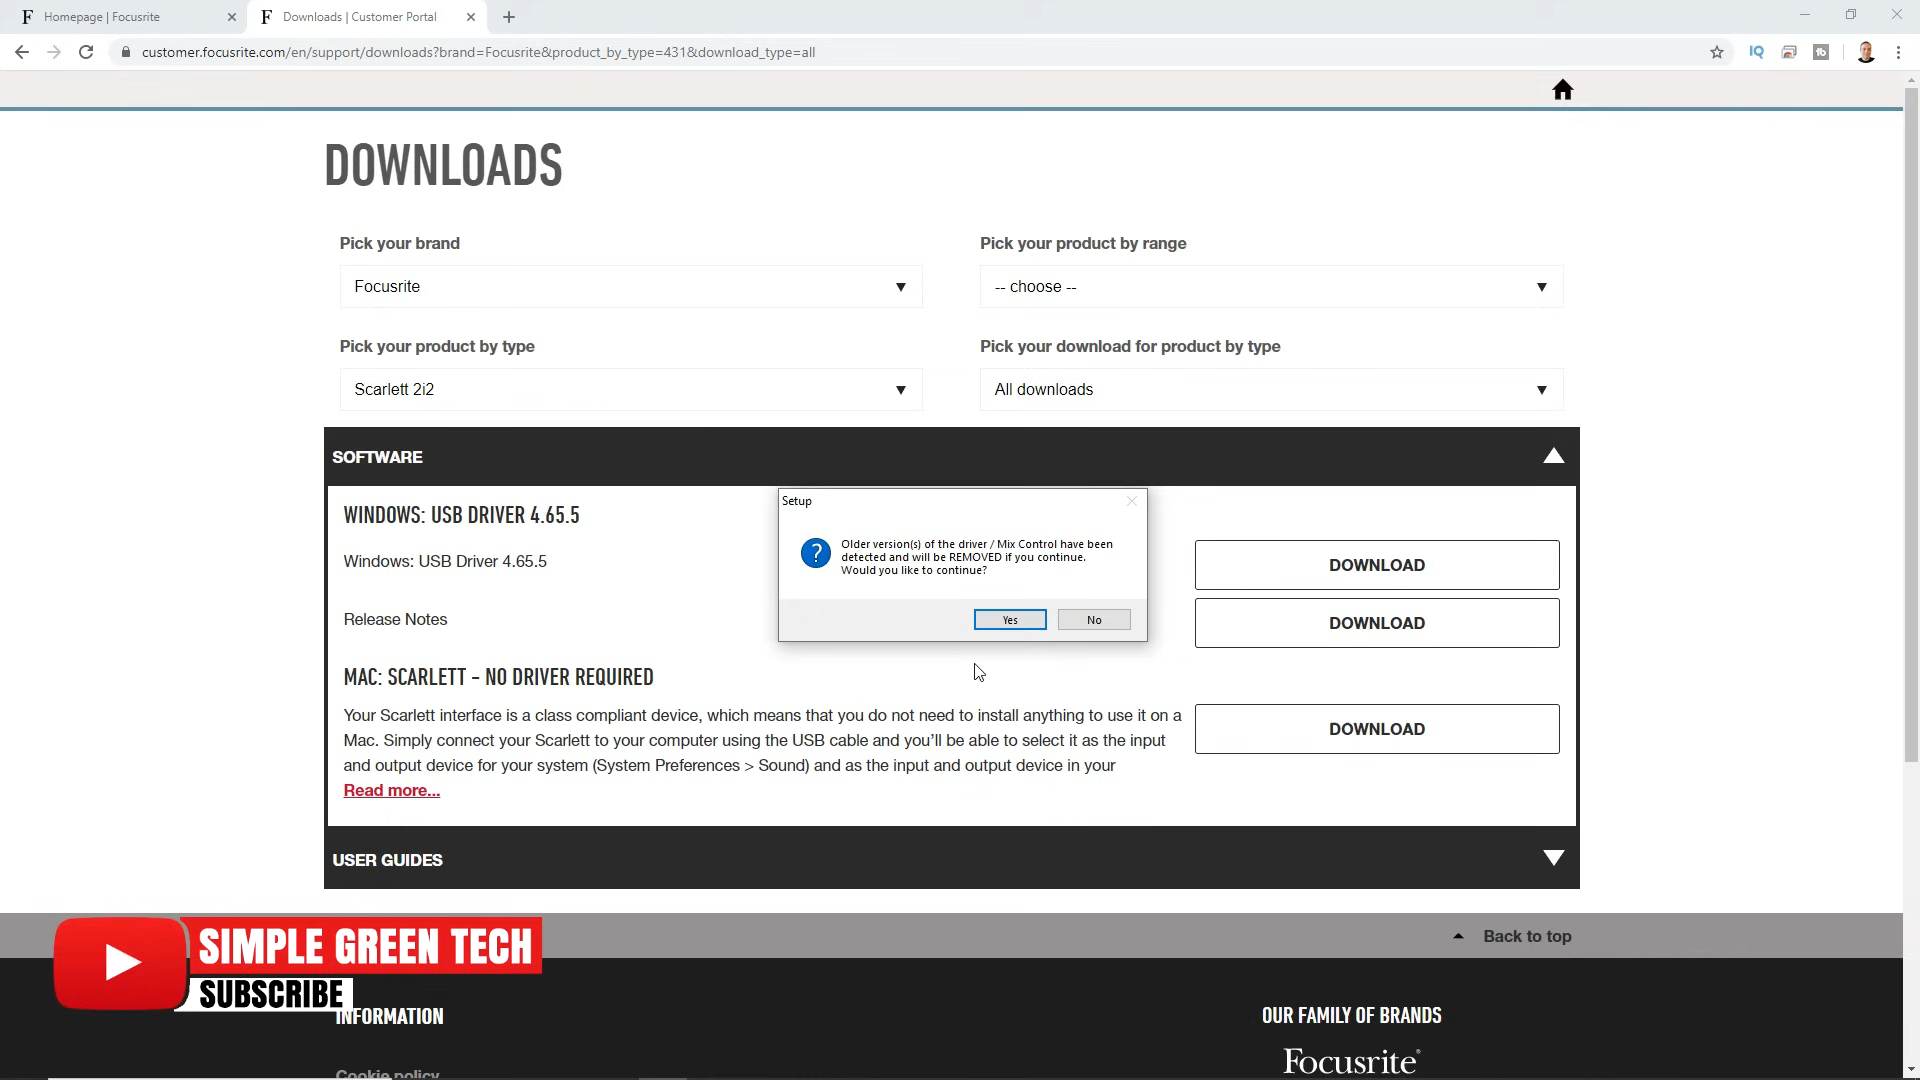 F Homepage | Focusrite
F Downloads | Customer Portal
customer.focusrite.com/en/support/downloads?brand=Focusrite&product_by_type=431&download_type=all
IQ
tb
DOWNLOADS
Pick your brand
Pick your product by range
Focusrite
-- choose --
Pick your product by type
Pick your download for product by type
Scarlett 2i2
All downloads
SOFTWARE
WINDOWS: USB DRIVER 4.65.5
Windows: USB Driver 4.65.5
DOWNLOAD
Release Notes
DOWNLOAD
Setup
Older version(s) of the driver / Mix Control have been
detected and will be REMOVED if you continue.
Would you like to continue?
Yes
No
MAC: SCARLETT - NO DRIVER REQUIRED
Your Scarlett interface is a class compliant device, which means that you do not need to install anything to use it on a
Mac. Simply connect your Scarlett to your computer using the USB cable and you'll be able to select it as the input
and output device for your system (System Preferences > Sound) and as the input and output device in your
Read more...
DOWNLOAD
USER GUIDES
Back to top
SIMPLE GREEN TECH
SUBSCRIBE
INFORMATION
OUR FAMILY OF BRANDS
Cookie policy
Focusrite®